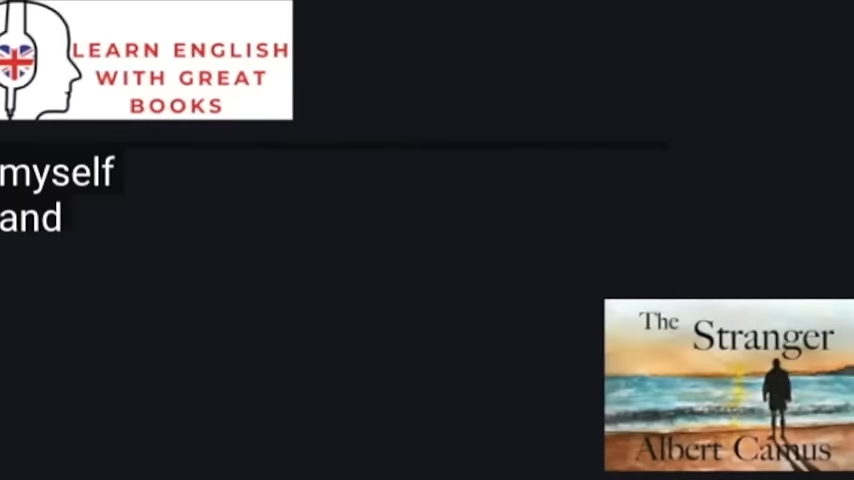 LEARN ENGLISH
WITH GREAT
BOOKS
myself
and
The Stranger
Albert Camus